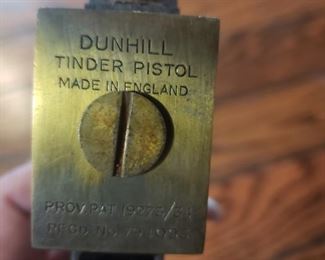 DUNHILL
TINDER PISTOL
MADE IN ENGLAND
PROV. PAT
REGD. NO.